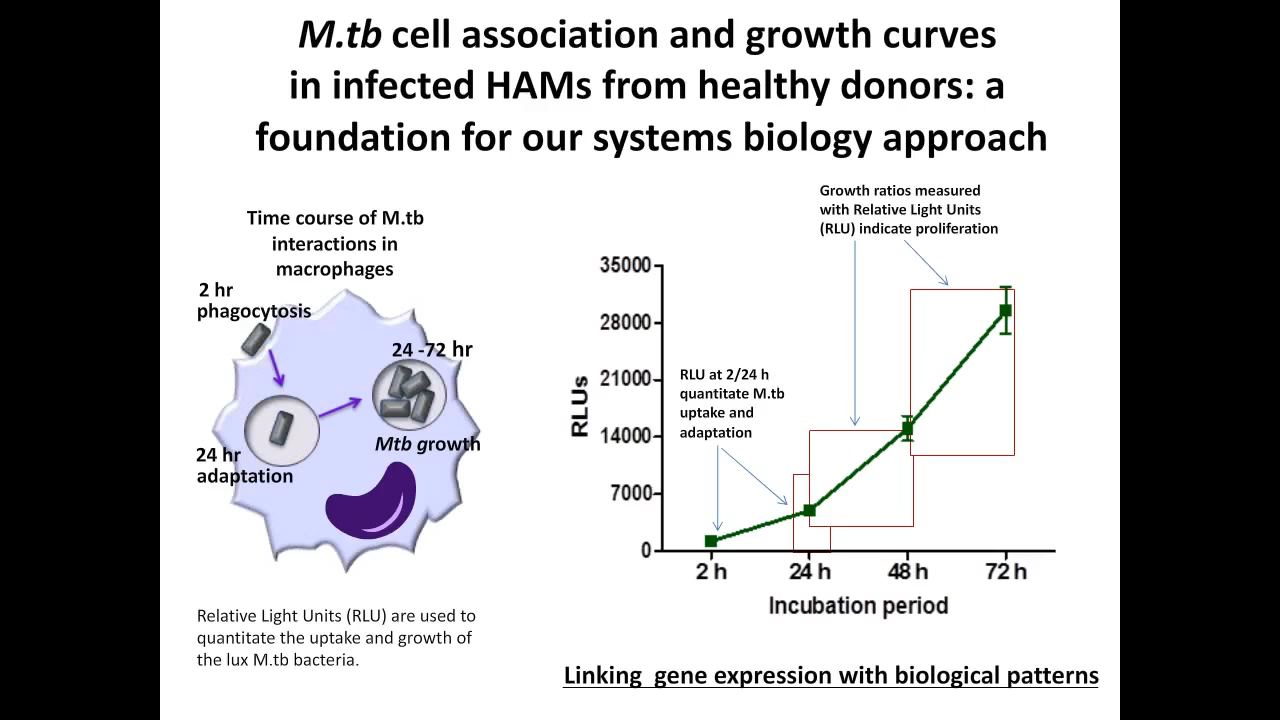 M.tb cell association and growth curves
in infected HAMs from healthy donors: a
foundation for our systems biology approach
Time course of M.tb
interactions in
macrophages
2 hr
phagocytosis
24 -72 hr
Mtb growth
24 hr
adaptation
Relative Light Units (RLU) are used to
quantitate the uptake and growth of
the lux M.tb bacteria.
Growth ratios measured
with Relative Light Units
(RLU) indicate proliferation
RLU at 2/24 h
quantitate M.tb
uptake and
adaptation
RLUs
35000
28000
21000
14000
7000
0
2 h 24 h 48 h 72 h
Incubation period
Linking gene expression with biological patterns